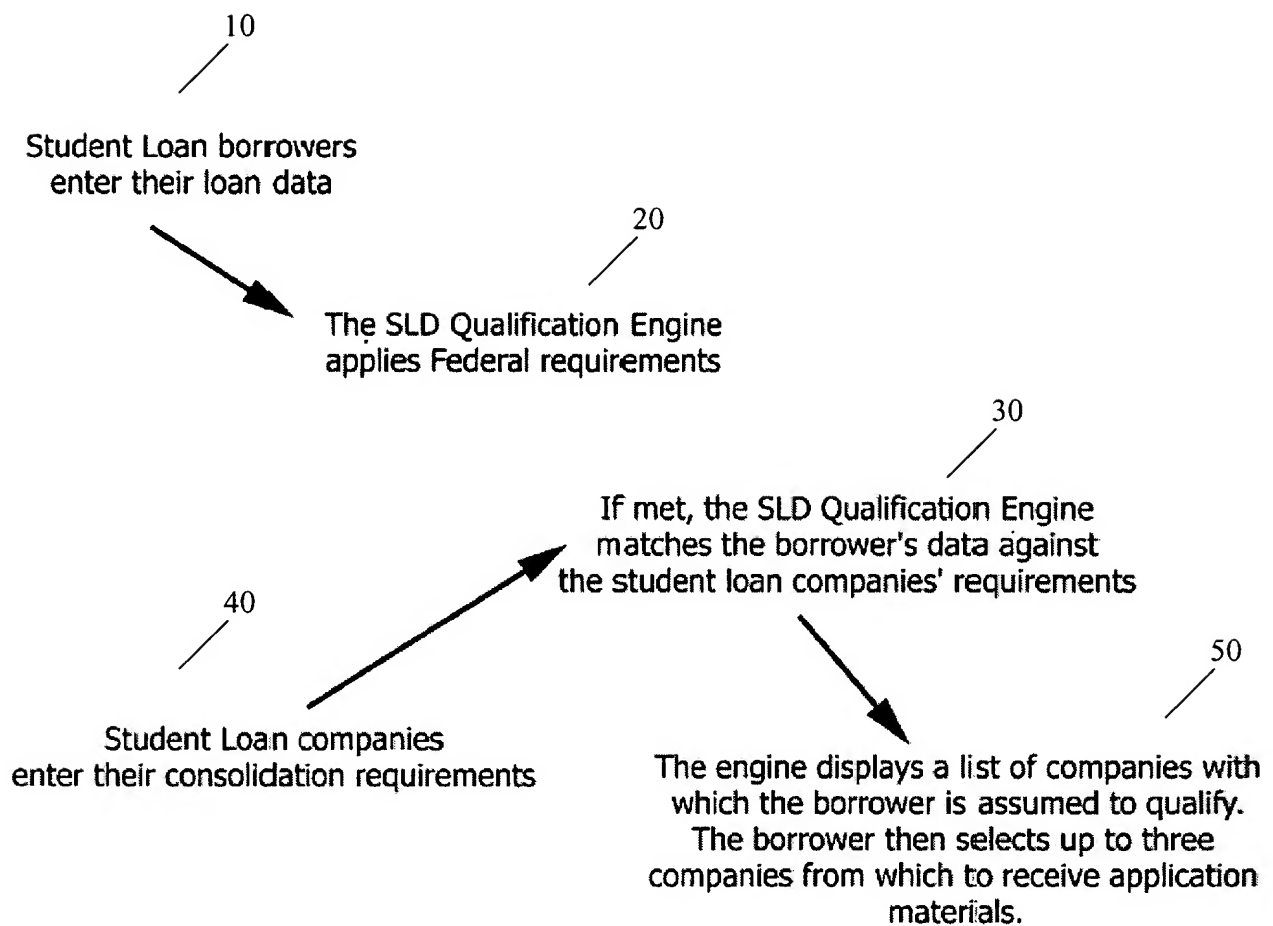 10
Student Loan borrowers
enter their loan data
20
The SLD Qualification Engine
applies Federal requirements
30
If met, the SLD Qualification Engine
matches the borrower's data against
the student loan companies' requirements
40
Student Loan companies
enter their consolidation requirements
50
The engine displays a list of companies with
which the borrower is assumed to qualify.
The borrower then selects up to three
companies from which to receive application
materials.